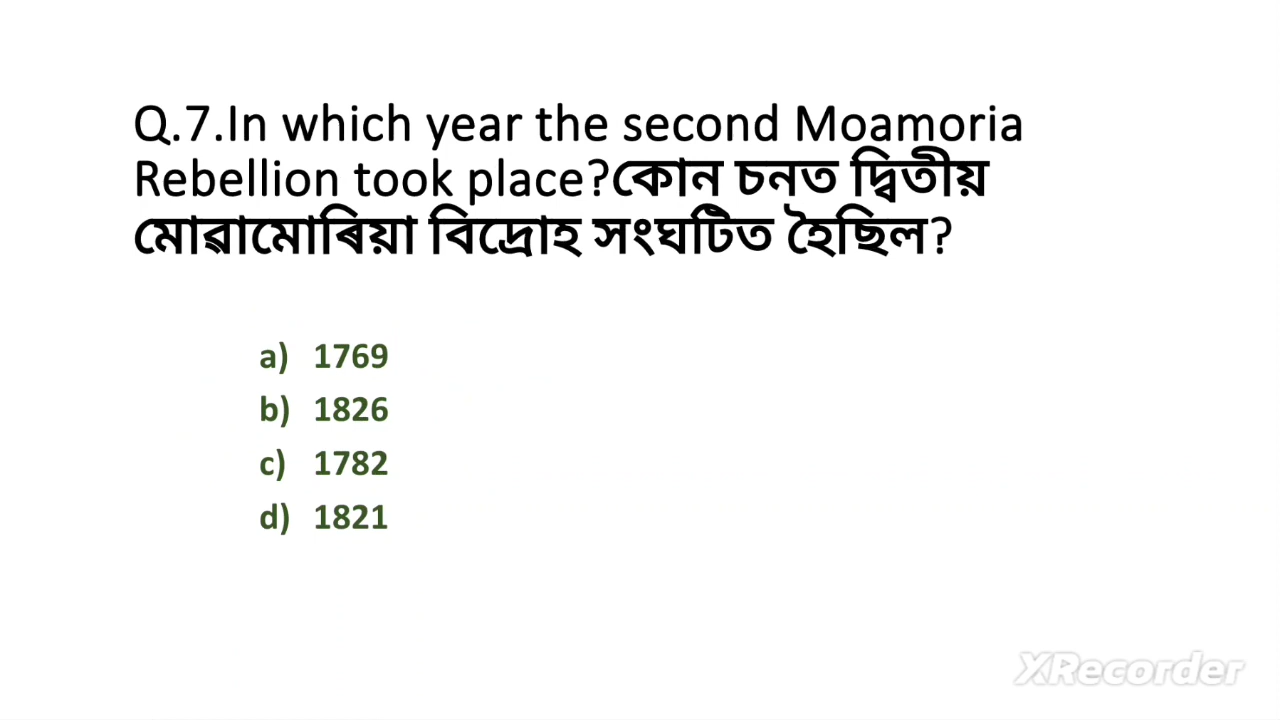 Q.7.In which year the second Moamoria
Rebellion took place?কোন চনত দ্বিতীয়
মোৱামোৰিয়া বিদ্ৰোহ সংঘটিত হৈছিল?
a) 1769
b) 1826
c) 1782
d) 1821
XRecorder